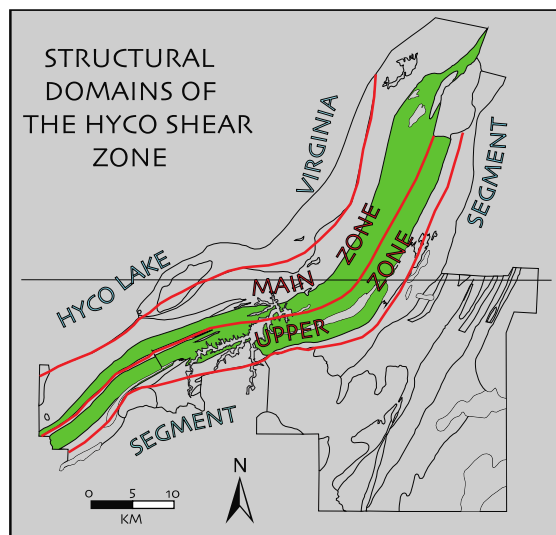 STRUCTURAL
DOMAINS OF
THE HYCO SHEAR
ZONE
VIRGINIA
SEGMENT
HYCO LAKE
SEGMENT
MAIN ZONE
UPPER ZONE
N
0 5 10
KM